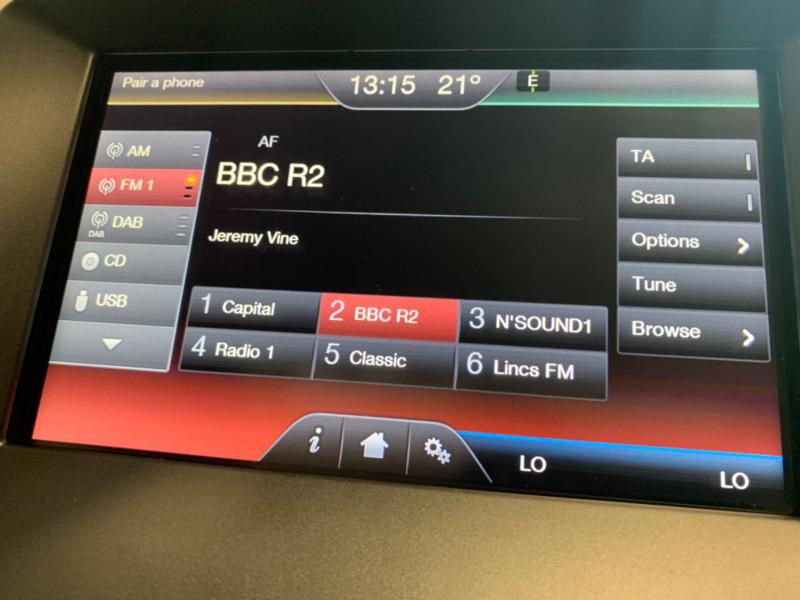 Pair a phone
13:15 21° E
AF
BBC R2
Jeremy Vine
AM
FM 1
DAB
DAB
CD
USB
TA
Scan
Options
Tune
Browse
1 Capital
2 BBC R2
3 N'SOUND1
4 Radio 1
5 Classic
6 Lincs FM
i
LO
LO